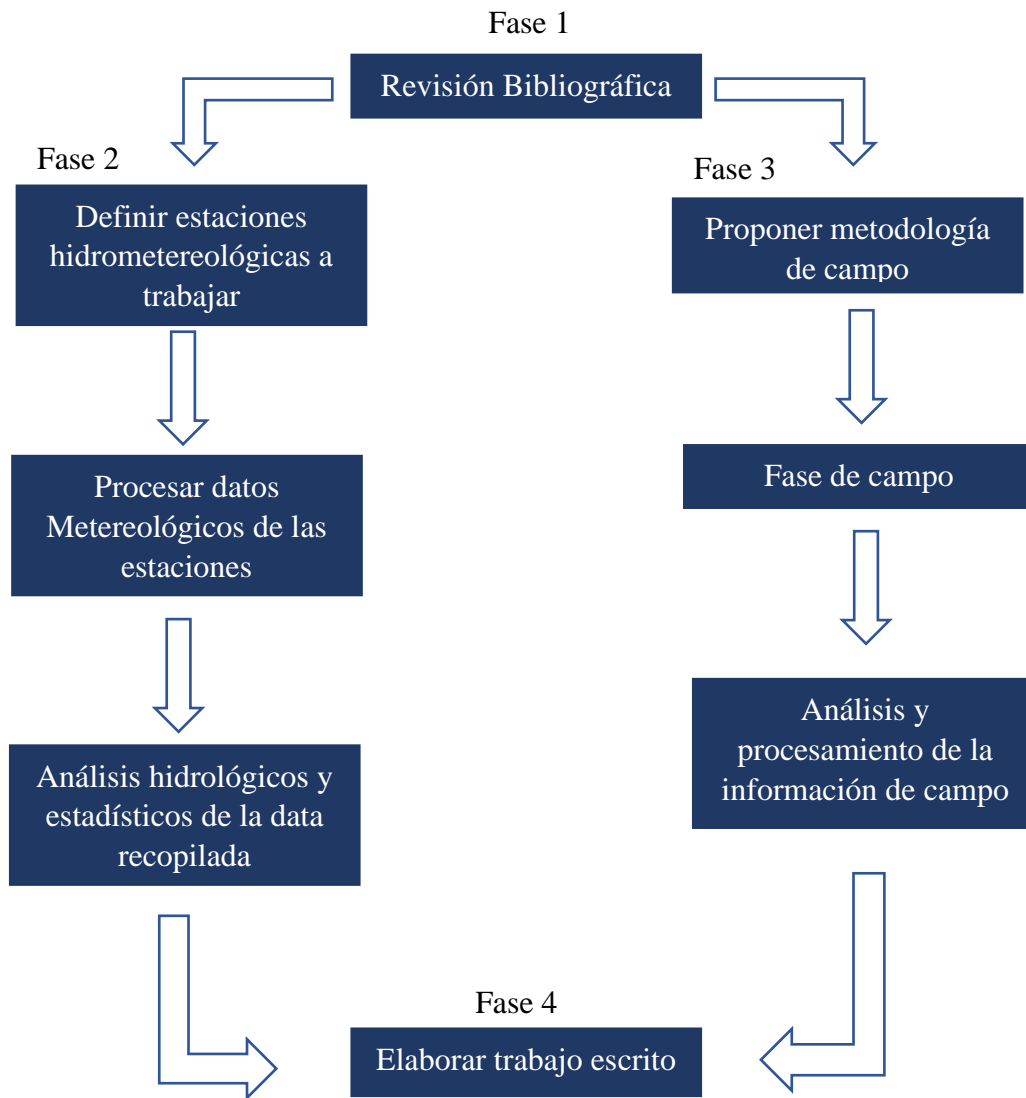 Fase 1
Revisión Bibliográfica
Fase 2
Definir estaciones
hidrometereológicas a
trabajar
Procesar datos
Metereológicos de las
estaciones
Análisis hidrológicos y
estadísticos de la data
recopilada
Fase 3
Proponer metodología
de campo
Fase de campo
Análisis y
procesamiento de la
información de campo
Fase 4
Elaborar trabajo escrito